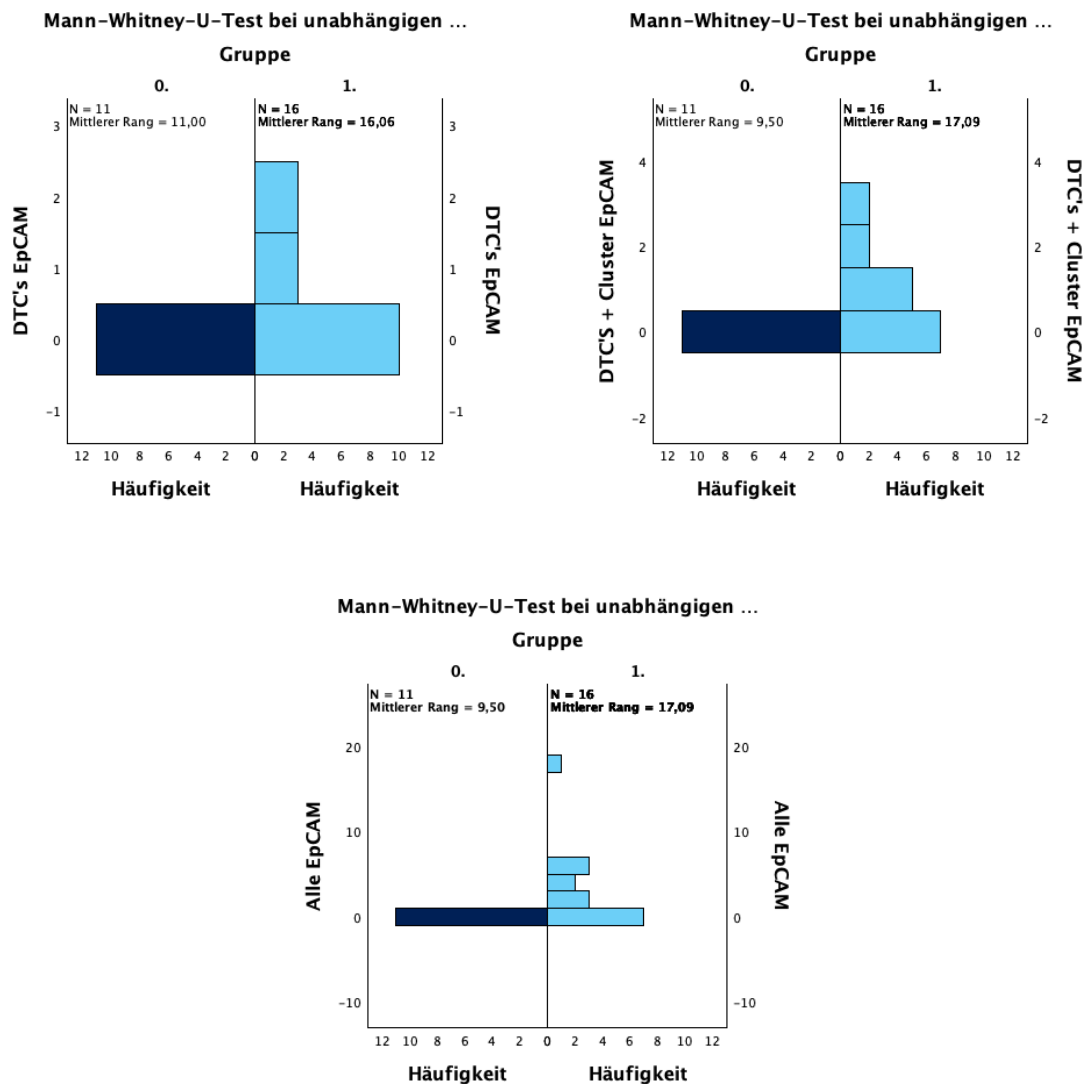 Mann-Whitney-U-Test bei unabhängigen ...
Gruppe
0. 1.
N = 11
Mittlerer Rang = 11,00
N = 16
Mittlerer Rang = 16,06
DTC's EpCAM
3
2
1
0
-1
3
2
1
0
-1
DTC's EpCAM
12 10 8 6 4 2 0 2 4 6 8 10 12
Häufigkeit Häufigkeit
Mann-Whitney-U-Test bei unabhängigen ...
Gruppe
0. 1.
N = 11
Mittlerer Rang = 9,50
N = 16
Mittlerer Rang = 17,09
DTC'S + Cluster EpCAM
4
2
0
-2
4
2
0
-2
DTC's + Cluster EpCAM
12 10 8 6 4 2 0 2 4 6 8 10 12
Häufigkeit Häufigkeit
Mann-Whitney-U-Test bei unabhängigen ...
Gruppe
0. 1.
N = 11
Mittlerer Rang = 9,50
N = 16
Mittlerer Rang = 17,09
Alle EpCAM
20
10
0
-10
20
10
0
-10
Alle EpCAM
12 10 8 6 4 2 0 2 4 6 8 10 12
Häufigkeit Häufigkeit